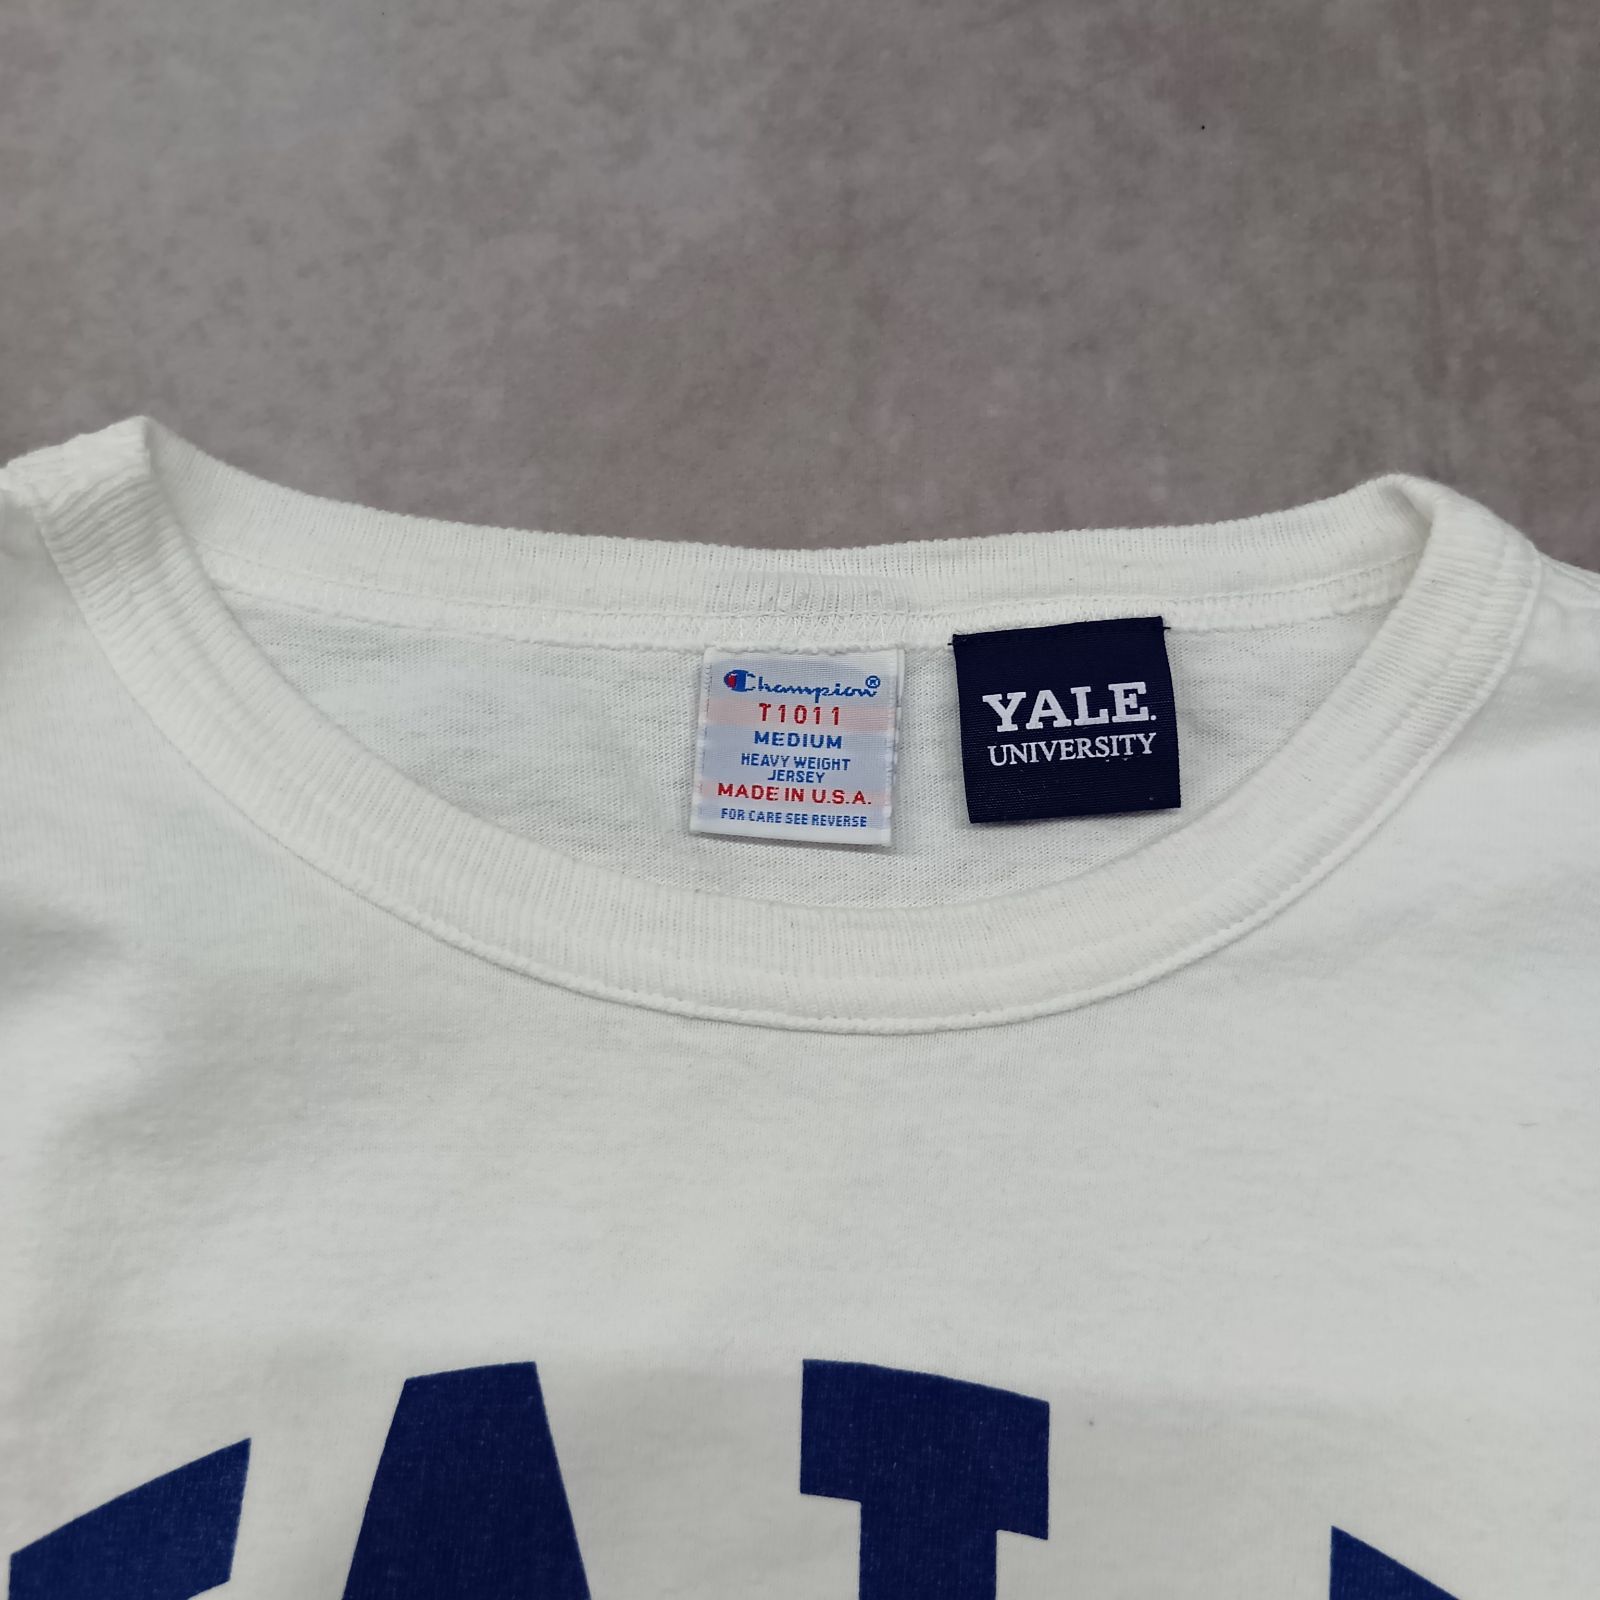 Champion®
T1011
MEDIUM
HEAVY WEIGHT
JERSEY
MADE IN U.S.A.
FOR CARE SEE REVERSE
YALE.
UNIVERSITY